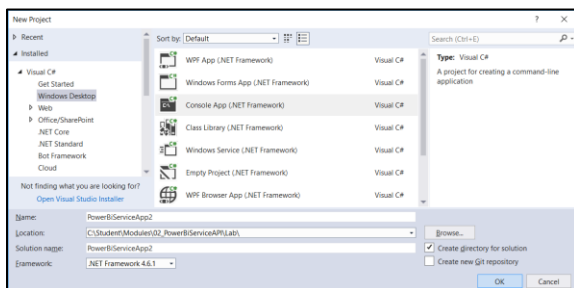 New Project
? ×
Recent
Installed
Visual C#
Get Started
Windows Desktop
Web
Office/SharePoint
.NET Core
.NET Standard
Bot Framework
Cloud
Not finding what you are looking for?
Open Visual Studio Installer
Sort by: Default
WPF App (.NET Framework) Visual C#
Windows Forms App (.NET Framework) Visual C#
Console App (.NET Framework) Visual C#
Class Library (.NET Framework) Visual C#
Windows Service (.NET Framework) Visual C#
Empty Project (.NET Framework) Visual C#
WPF Browser App (.NET Framework) Visual C#
Search (Ctrl+E)
Type: Visual C#
A project for creating a command-line
application
Name: PowerBiServiceApp2
Location: C:\Student\Modules\02_PowerBiServiceAPI\Lab\
Browse...
Solution name: PowerBiServiceApp2
Create directory for solution
Framework: .NET Framework 4.6.1
Create new Git repository
OK Cancel